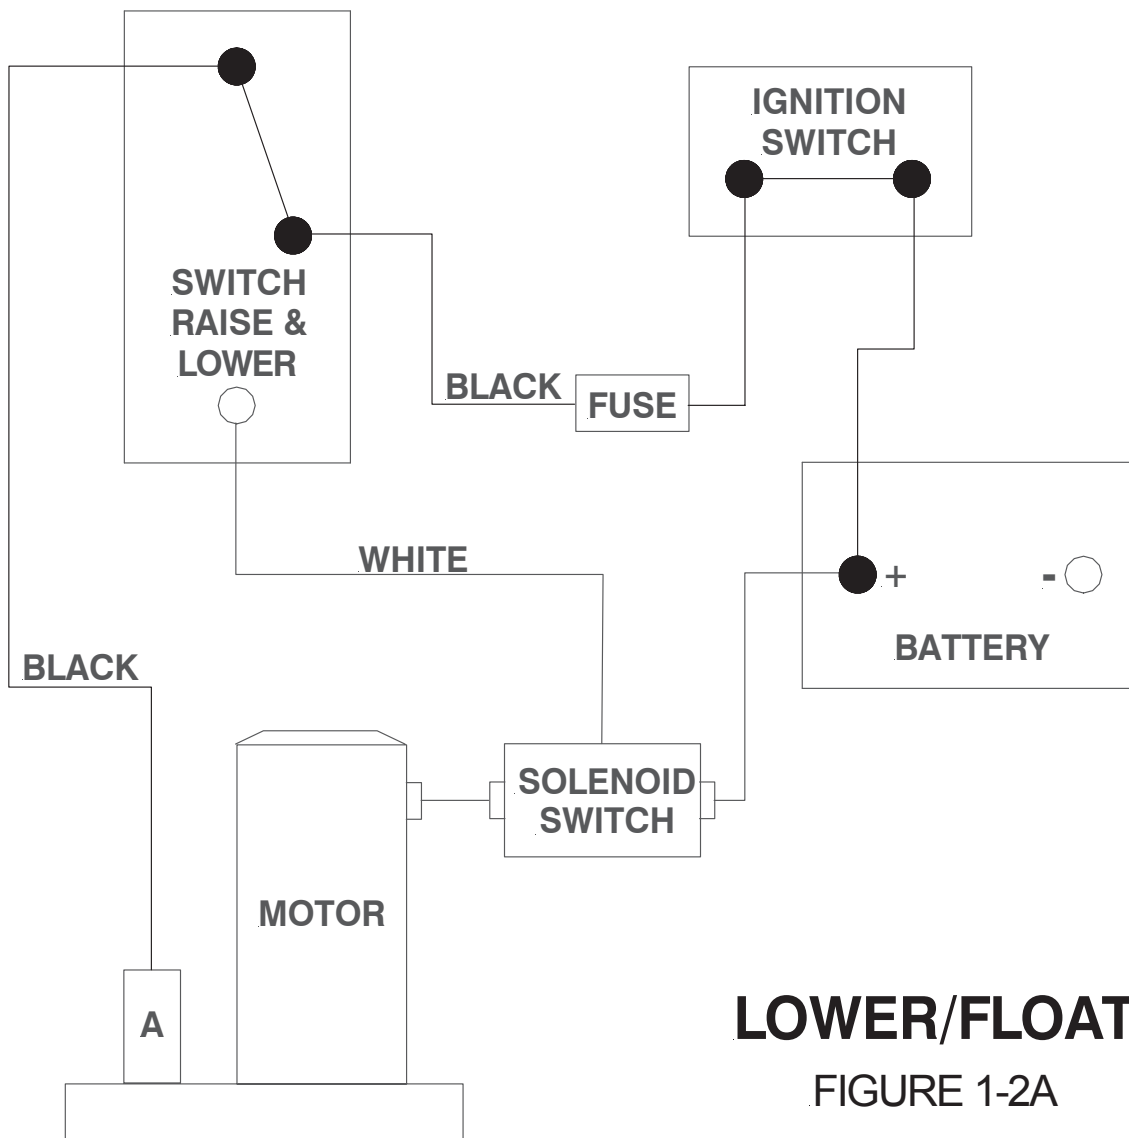 IGNITION
SWITCH
SWITCH
RAISE &
LOWER
BLACK
FUSE
WHITE
+
-
BATTERY
BLACK
SOLENOID
SWITCH
MOTOR
A
LOWER/FLOAT
FIGURE 1-2A